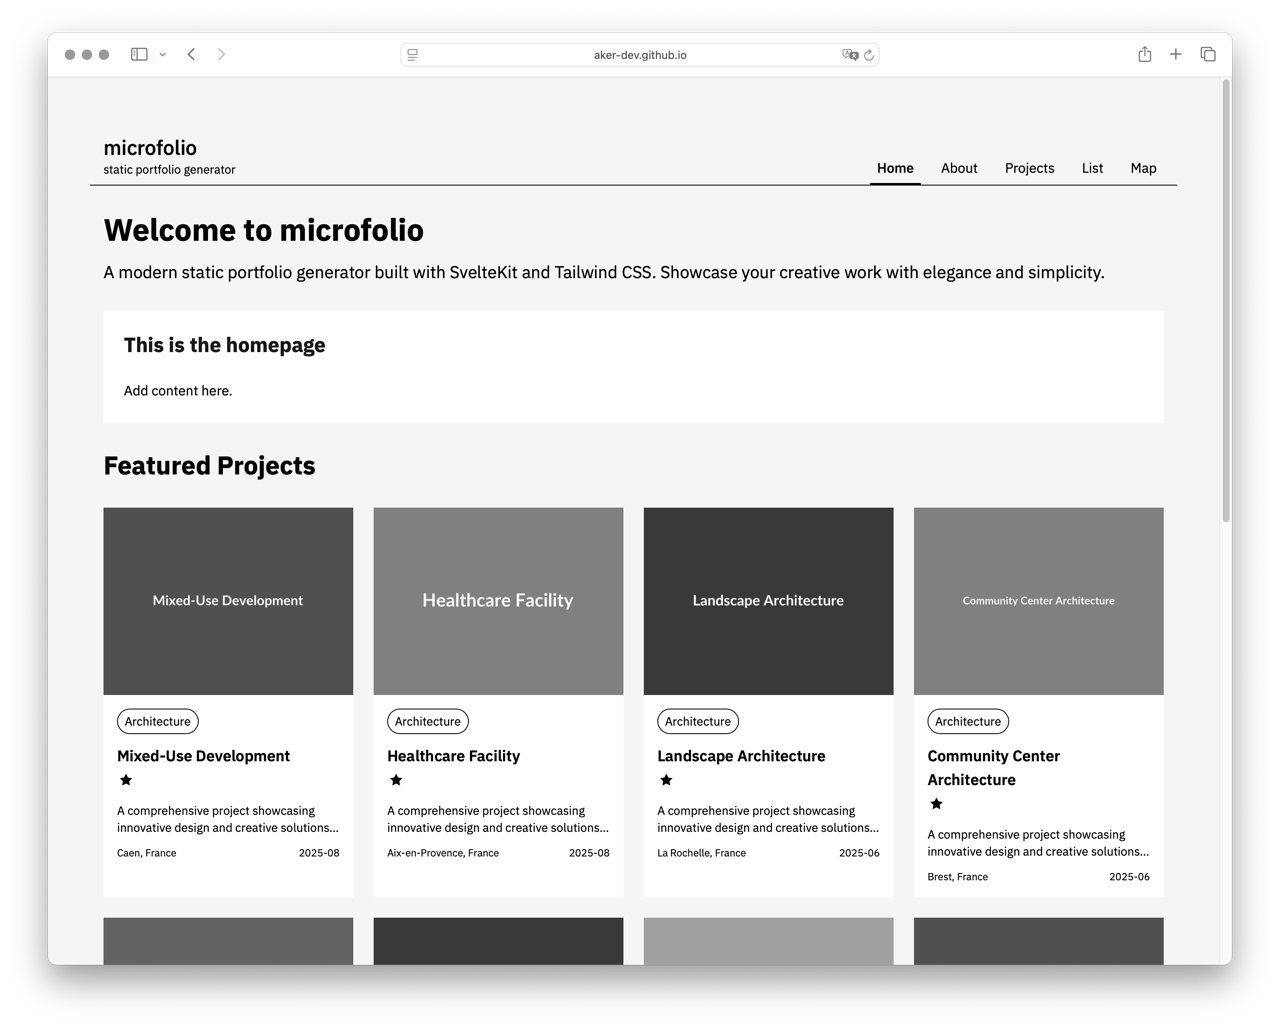 aker-dev.github.io
microfolio
static portfolio generator
Home About Projects List Map
Welcome to microfolio
A modern static portfolio generator built with SvelteKit and Tailwind CSS. Showcase your creative work with elegance and simplicity.
This is the homepage
Add content here.
Featured Projects
Mixed-Use Development
Healthcare Facility
Landscape Architecture
Community Center Architecture
Architecture
Mixed-Use Development
A comprehensive project showcasing
innovative design and creative solutions...
Caen, France 2025-08
Architecture
Healthcare Facility
A comprehensive project showcasing
innovative design and creative solutions...
Aix-en-Provence, France 2025-08
Architecture
Landscape Architecture
A comprehensive project showcasing
innovative design and creative solutions...
La Rochelle, France 2025-06
Architecture
Community Center
Architecture
A comprehensive project showcasing
innovative design and creative solutions...
Brest, France 2025-06